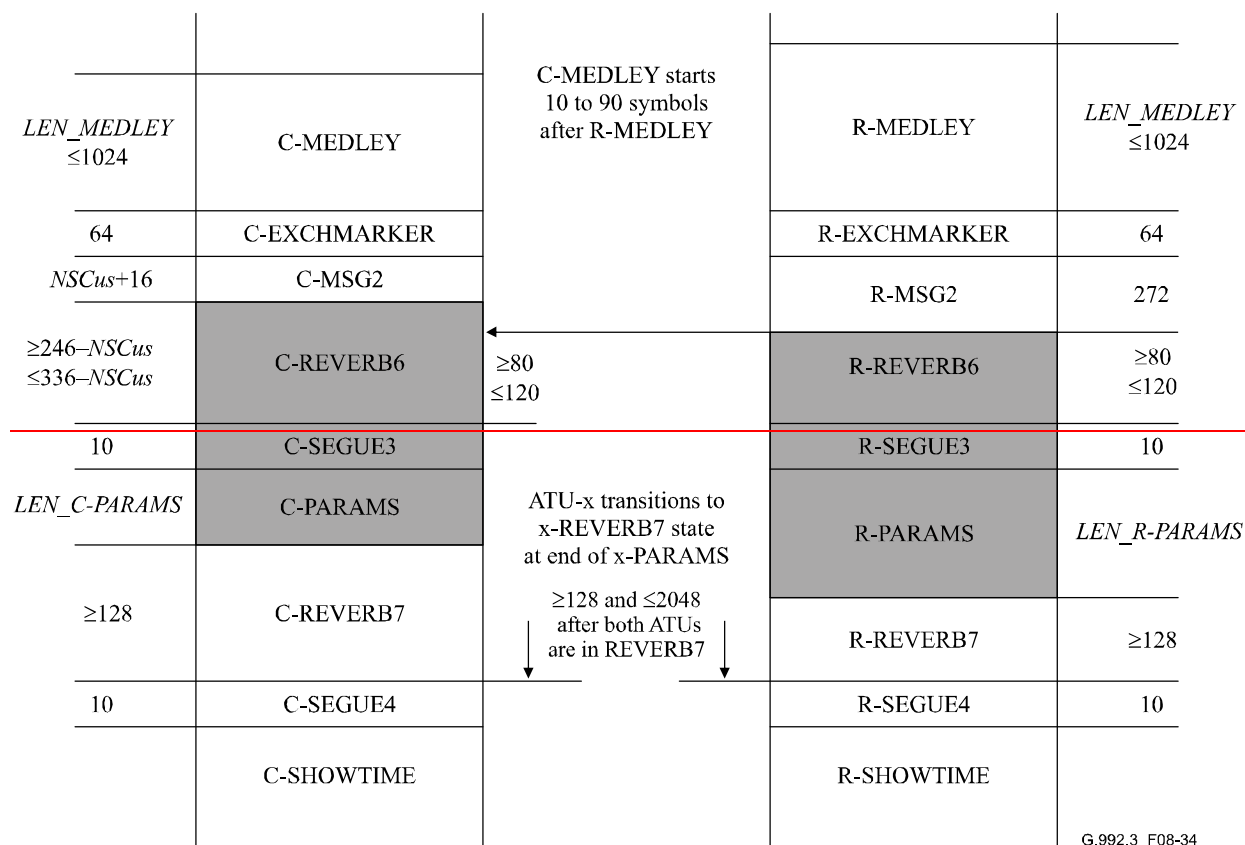 C-MEDLEY starts
10 to 90 symbols
after R-MEDLEY
LEN_MEDLEY
≤1024
C-MEDLEY
R-MEDLEY
LEN_MEDLEY
≤1024
64
C-EXCHMARKER
R-EXCHMARKER
64
NSCus+16
C-MSG2
R-MSG2
272
≥246–NSCus
≤336–NSCus
C-REVERB6
≥80
≤120
R-REVERB6
≥80
≤120
10
C-SEGUE3
R-SEGUE3
10
LEN_C-PARAMS
C-PARAMS
ATU-x transitions to
x-REVERB7 state
at end of x-PARAMS
R-PARAMS
LEN_R-PARAMS
≥128
C-REVERB7
≥128 and ≤2048
after both ATUs
are in REVERB7
R-REVERB7
≥128
10
C-SEGUE4
R-SEGUE4
10
C-SHOWTIME
R-SHOWTIME
G.992.3_F08-34